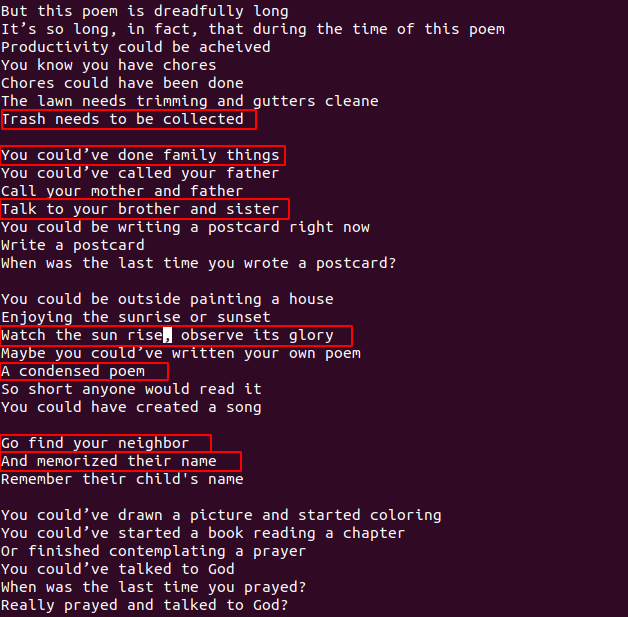 But this poem is dreadfully long
It’s so long, in fact, that during the time of this poem
Productivity could be acheived
You know you have chores
Chores could have been done
The lawn needs trimming and gutters cleane
Trash needs to be collected
You could’ve done family things
You could’ve called your father
Call your mother and father
Talk to your brother and sister
You could be writing a postcard right now
Write a postcard
When was the last time you wrote a postcard?
You could be outside painting a house
Enjoying the sunrise or sunset
Watch the sun rise, observe its glory
Maybe you could’ve written your own poem
A condensed poem
So short anyone would read it
You could have created a song
Go find your neighbor
And memorized their name
Remember their child's name
You could’ve drawn a picture and started coloring
You could’ve started a book reading a chapter
Or finished contemplating a prayer
You could’ve talked to God
When was the last time you prayed?
Really prayed and talked to God?